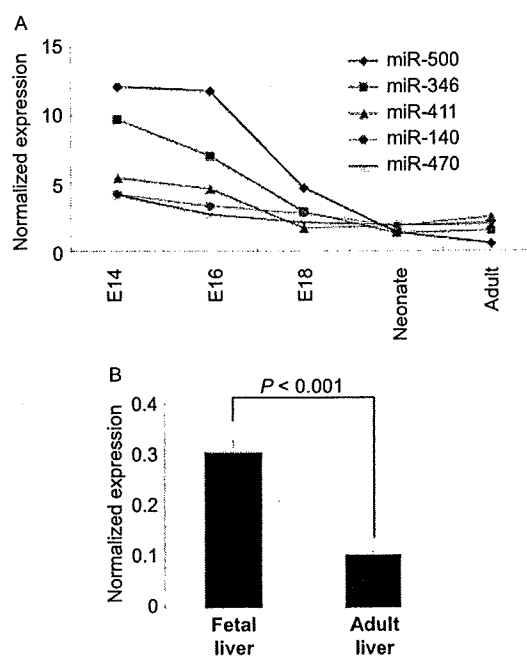 A
Normalized expression
15
10
5
0
miR-500
miR-346
miR-411
miR-140
miR-470
E14
E16
E18
Neonate
Adult
B
P < 0.001
Normalized expression
0.4
0.3
0.2
0.1
0
Fetal
liver
Adult
liver